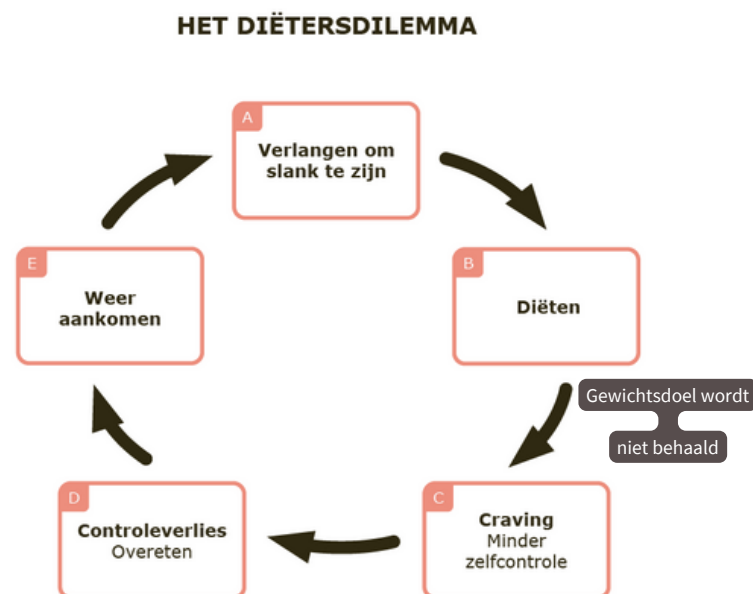 HET DIËTERSDILEMMA
A
Verlangen om
slank te zijn
B
Diëten
Gewichtsdoel wordt
niet behaald
C
Craving
Minder
zelfcontrole
D
Controleverlies
Overeten
E
Weer
aankomen